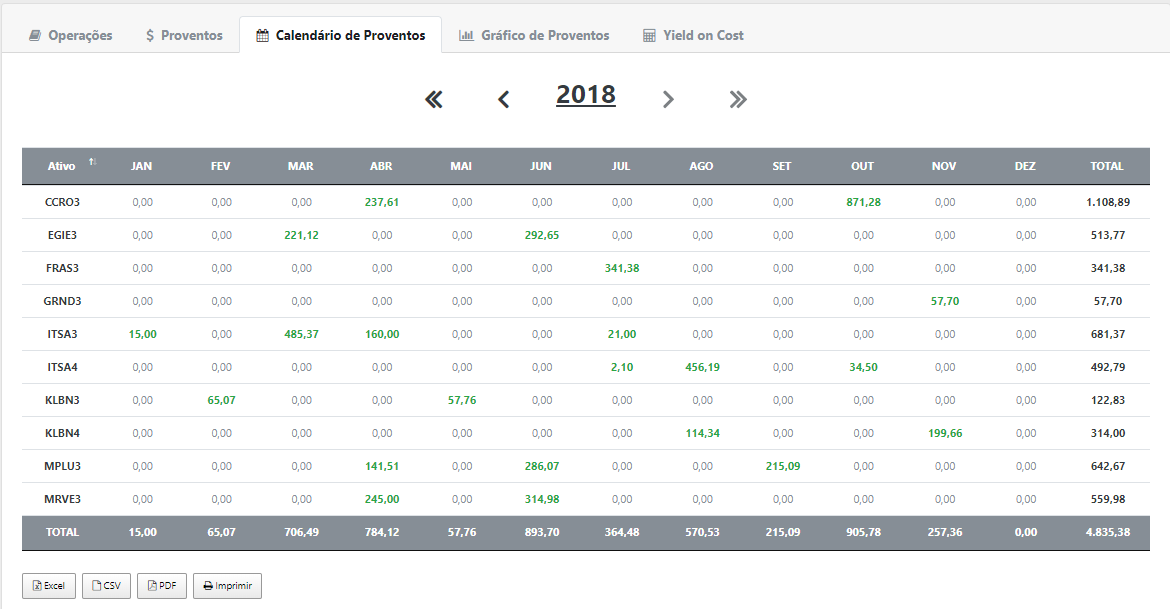 Operações $ Proventos Calendário de Proventos Gráfico de Proventos Yield on Cost
2018
Ativo JAN FEV MAR ABR MAI JUN JUL AGO SET OUT NOV DEZ TOTAL
CCRO3 0,00 0,00 0,00 237,61 0,00 0,00 0,00 0,00 0,00 871,28 0,00 0,00 1.108,89
EGIE3 0,00 0,00 221,12 0,00 0,00 292,65 0,00 0,00 0,00 0,00 0,00 0,00 513,77
FRAS3 0,00 0,00 0,00 0,00 0,00 0,00 341,38 0,00 0,00 0,00 0,00 0,00 341,38
GRND3 0,00 0,00 0,00 0,00 0,00 0,00 0,00 0,00 0,00 0,00 57,70 0,00 57,70
ITSA3 15,00 0,00 485,37 160,00 0,00 0,00 21,00 0,00 0,00 0,00 0,00 0,00 681,37
ITSA4 0,00 0,00 0,00 0,00 0,00 0,00 2,10 456,19 0,00 34,50 0,00 0,00 492,79
KLBN3 0,00 65,07 0,00 0,00 57,76 0,00 0,00 0,00 0,00 0,00 0,00 0,00 122,83
KLBN4 0,00 0,00 0,00 0,00 0,00 0,00 0,00 114,34 0,00 0,00 199,66 0,00 314,00
MPLU3 0,00 0,00 0,00 141,51 0,00 286,07 0,00 0,00 215,09 0,00 0,00 0,00 642,67
MRVE3 0,00 0,00 0,00 245,00 0,00 314,98 0,00 0,00 0,00 0,00 0,00 0,00 559,98
TOTAL 15,00 65,07 706,49 784,12 57,76 893,70 364,48 570,53 215,09 905,78 257,36 0,00 4.835,38
Excel CSV PDF Imprimir